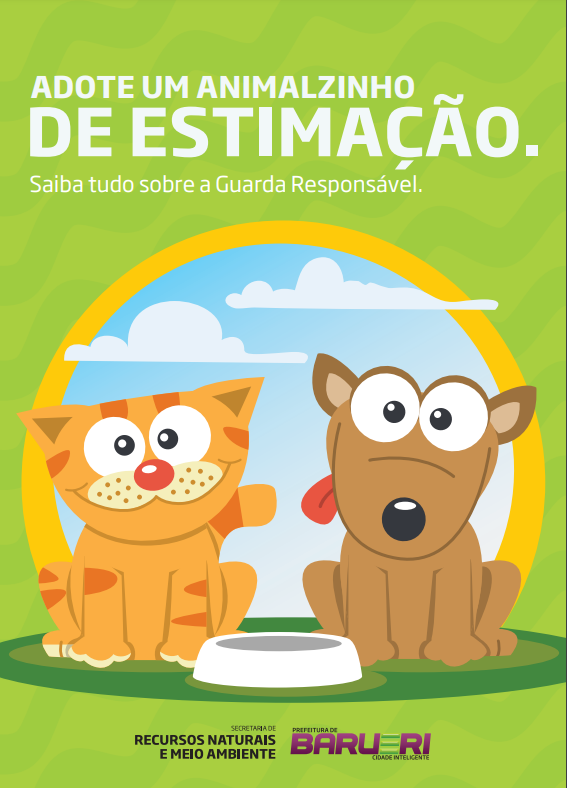 ADOTE UM ANIMALZINHO
DE ESTIMAÇÃO.
Saiba tudo sobre a Guarda Responsável.
SECRETARIA DE
RECURSOS NATURAIS
E MEIO AMBIENTE
PREFEITURA DE
BARUERI
CIDADE INTELIGENTE